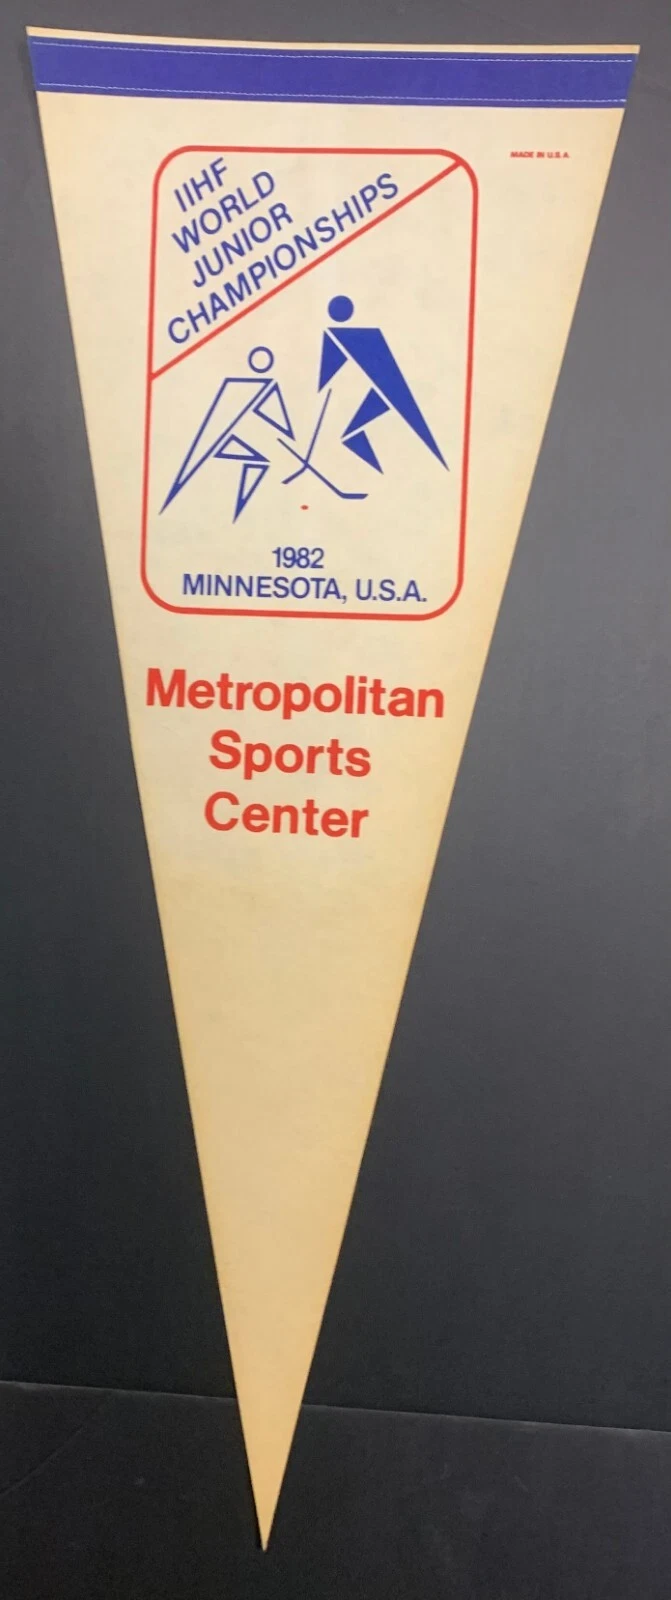 MADE IN U.S.A.
IIHF
WORLD
JUNIOR
CHAMPIONSHIPS
1982
MINNESOTA, U.S.A.
Metropolitan
Sports
Center